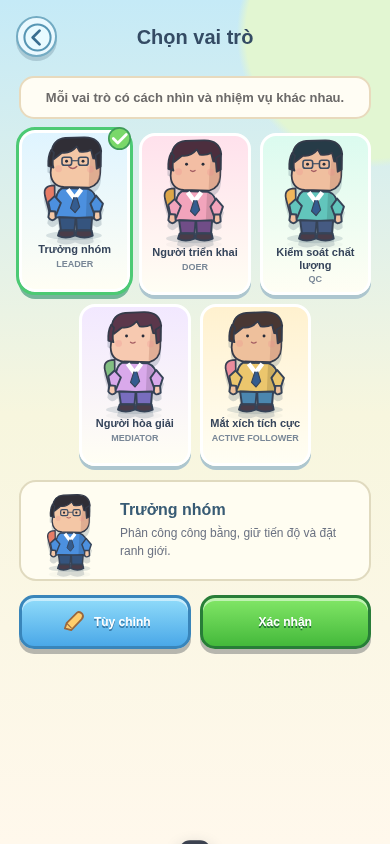 Chọn vai trò
Mỗi vai trò có cách nhìn và nhiệm vụ khác nhau.
Trưởng nhóm
LEADER
Người triển khai
DOER
Kiểm soát chất
lượng
QC
Người hòa giải
MEDIATOR
Mắt xích tích cực
ACTIVE FOLLOWER
Trưởng nhóm
Phân công công bằng, giữ tiến độ và đặt
ranh giới.
Tùy chỉnh
Xác nhận